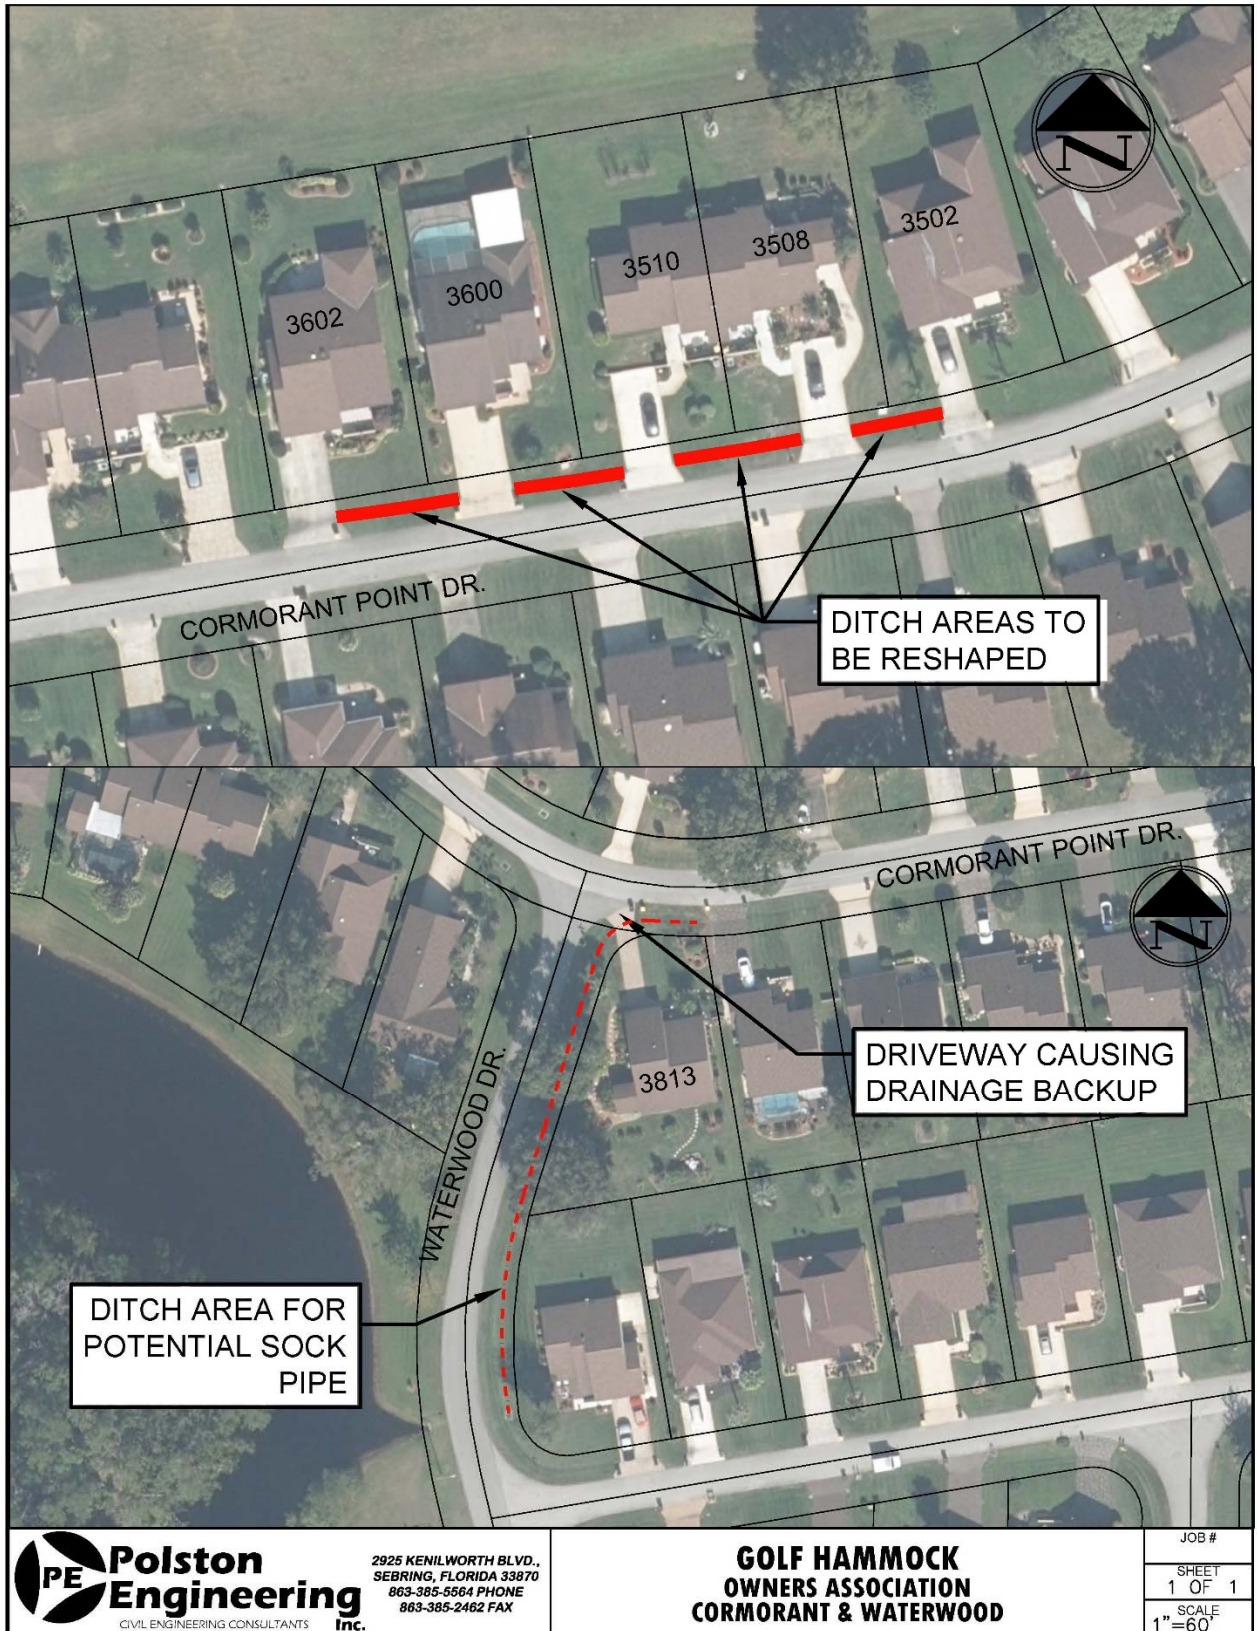 N
3602
3600
3510
3508
3502
CORMORANT POINT DR.
DITCH AREAS TO
BE RESHAPED
CORMORANT POINT DR.
N
WATERWOOD DR.
3813
DRIVEWAY CAUSING
DRAINAGE BACKUP
DITCH AREA FOR
POTENTIAL SOCK
PIPE
PE
Polston
Engineering
Inc.
CIVIL ENGINEERING CONSULTANTS
2925 KENILWORTH BLVD.,
SEBRING, FLORIDA 33870
863-385-5564 PHONE
863-385-2462 FAX
GOLF HAMMOCK
OWNERS ASSOCIATION
CORMORANT & WATERWOOD
JOB #
SHEET
1 OF 1
SCALE
1"=60'